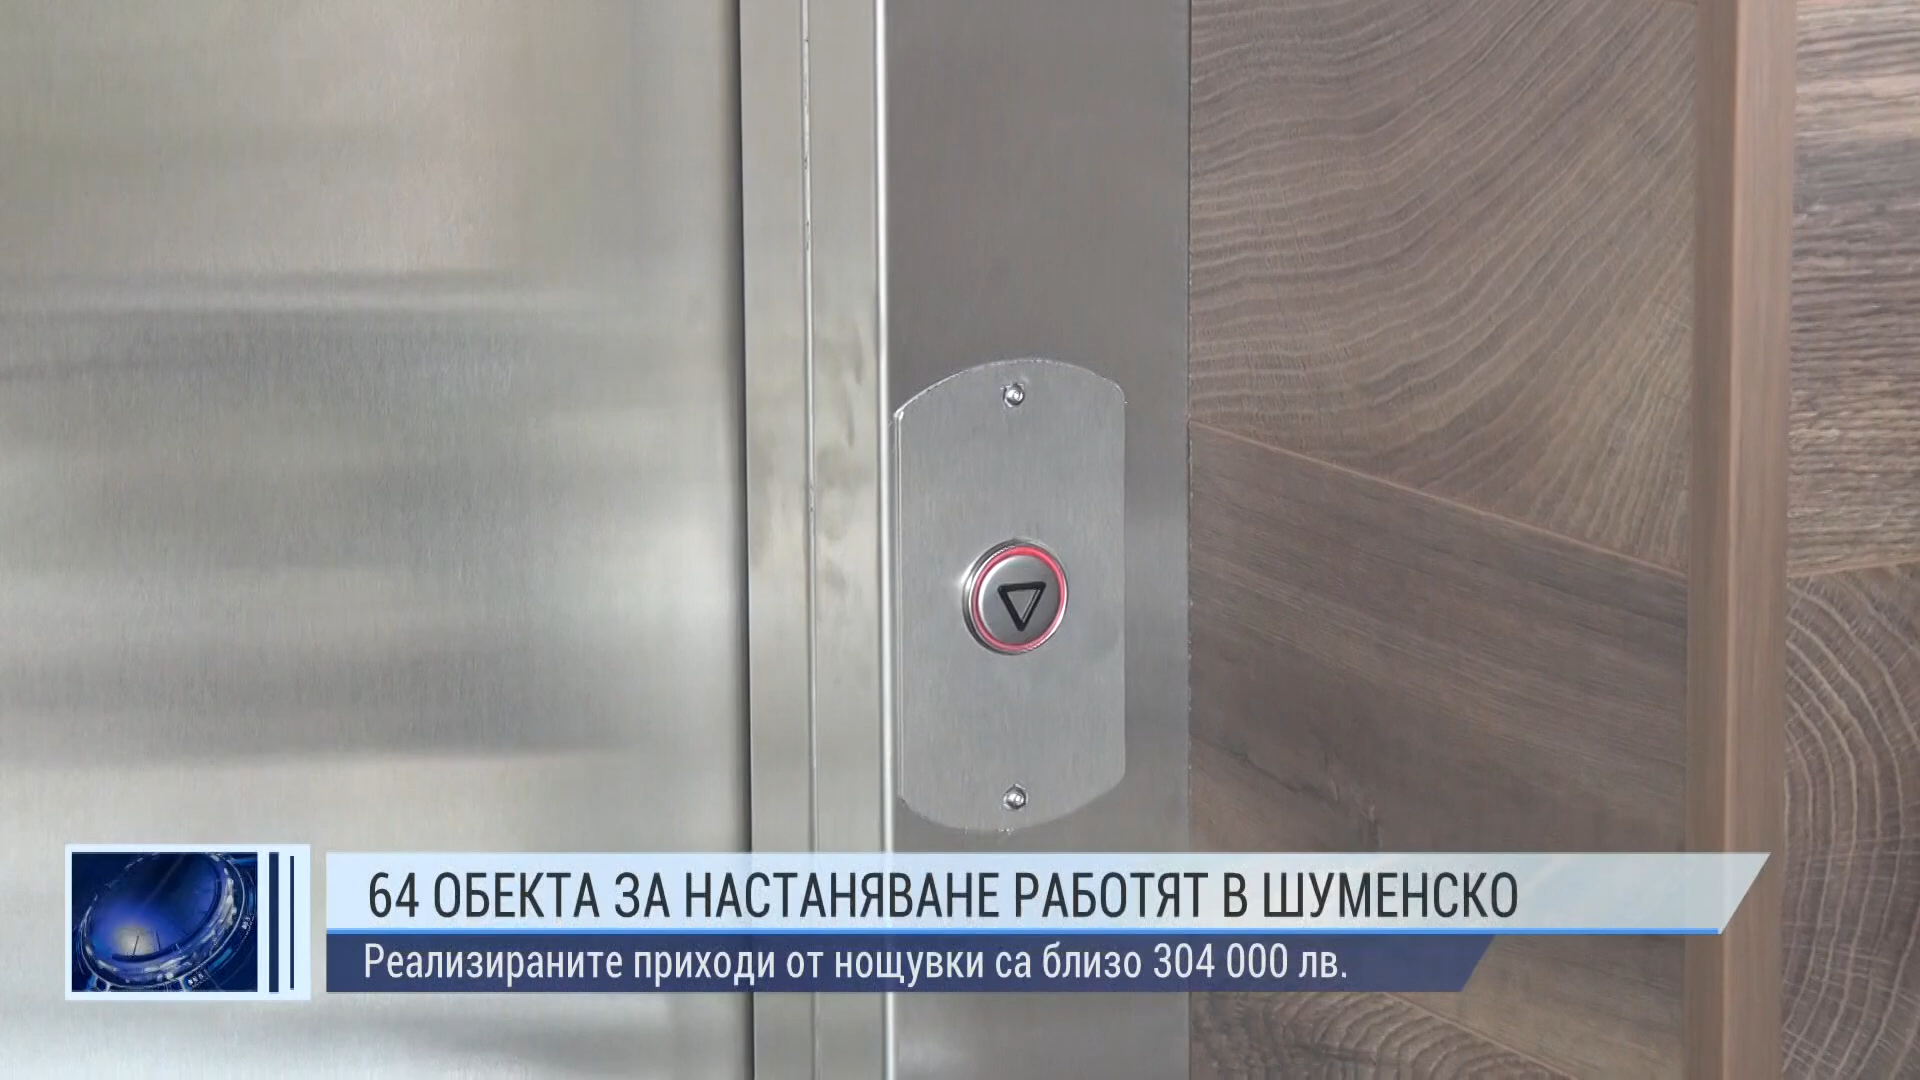 64 ОБЕКТА ЗА НАСТАНЯВАНЕ РАБОТЯТ В ШУМЕНСКО
Реализираните приходи от нощувки са близо 304 000 лв.